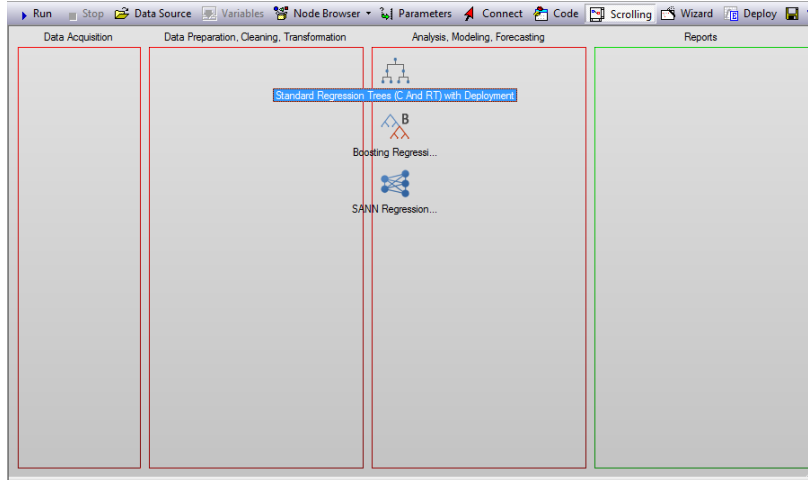 Run Stop Data Source Variables Node Browser Parameters Connect Code Scrolling Wizard Deploy
Data Acquisition Data Preparation, Cleaning, Transformation Analysis, Modeling, Forecasting Reports
Standard Regression Trees (C And RT) with Deployment
B
Boosting Regressi...
SANN Regression...